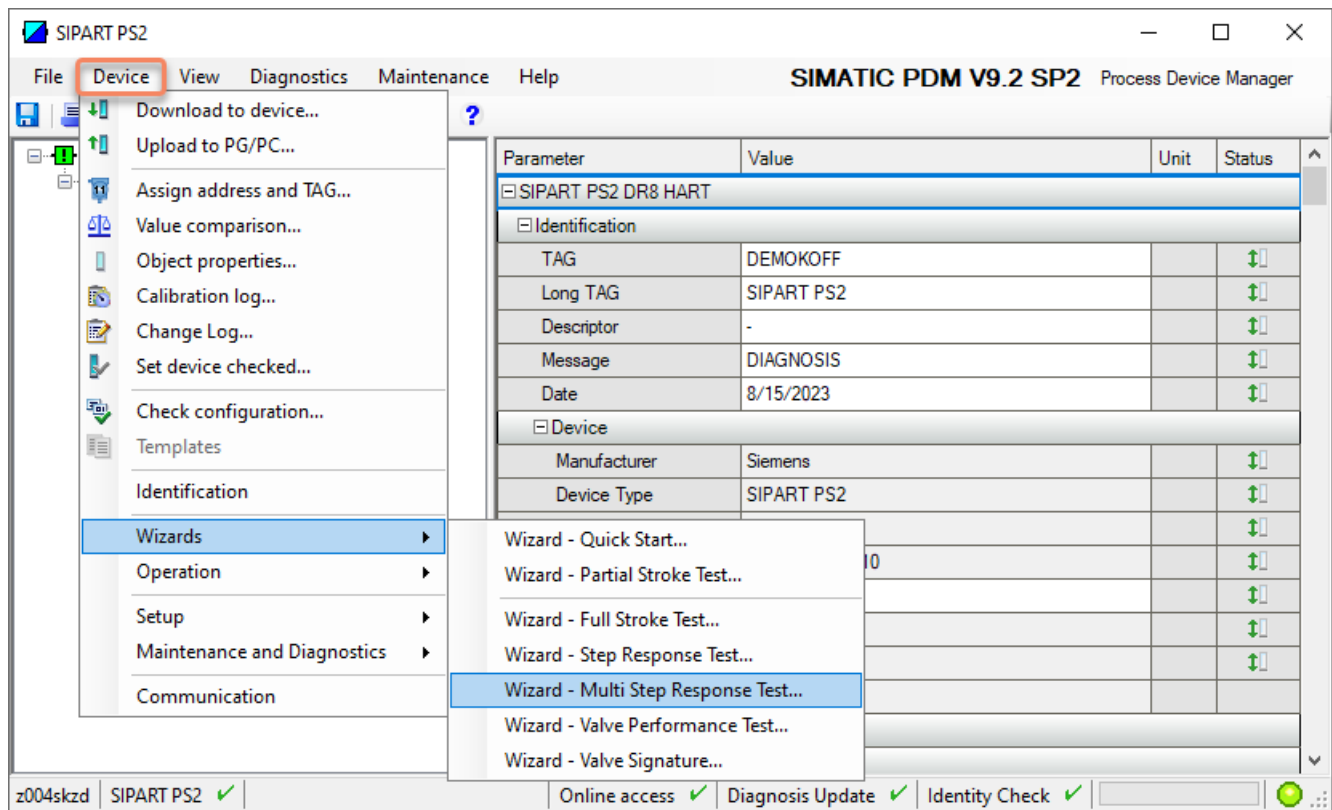 SIPART PS2
File Device View Diagnostics Maintenance Help SIMATIC PDM V9.2 SP2 Process Device Manager
Download to device...
Upload to PG/PC...
Assign address and TAG...
Value comparison...
Object properties...
Calibration log...
Change Log...
Set device checked...
Check configuration...
Templates
Identification
Wizards
Operation
Setup
Maintenance and Diagnostics
Communication
Wizard - Quick Start...
Wizard - Partial Stroke Test...
Wizard - Full Stroke Test...
Wizard - Step Response Test...
Wizard - Multi Step Response Test...
Wizard - Valve Performance Test...
Wizard - Valve Signature...
Parameter Value Unit Status
SIPART PS2 DR8 HART
Identification
TAG DEMOKOFF
Long TAG SIPART PS2
Descriptor -
Message DIAGNOSIS
Date 8/15/2023
Device
Manufacturer Siemens
Device Type SIPART PS2
z004skzd SIPART PS2 Online access Diagnosis Update Identity Check